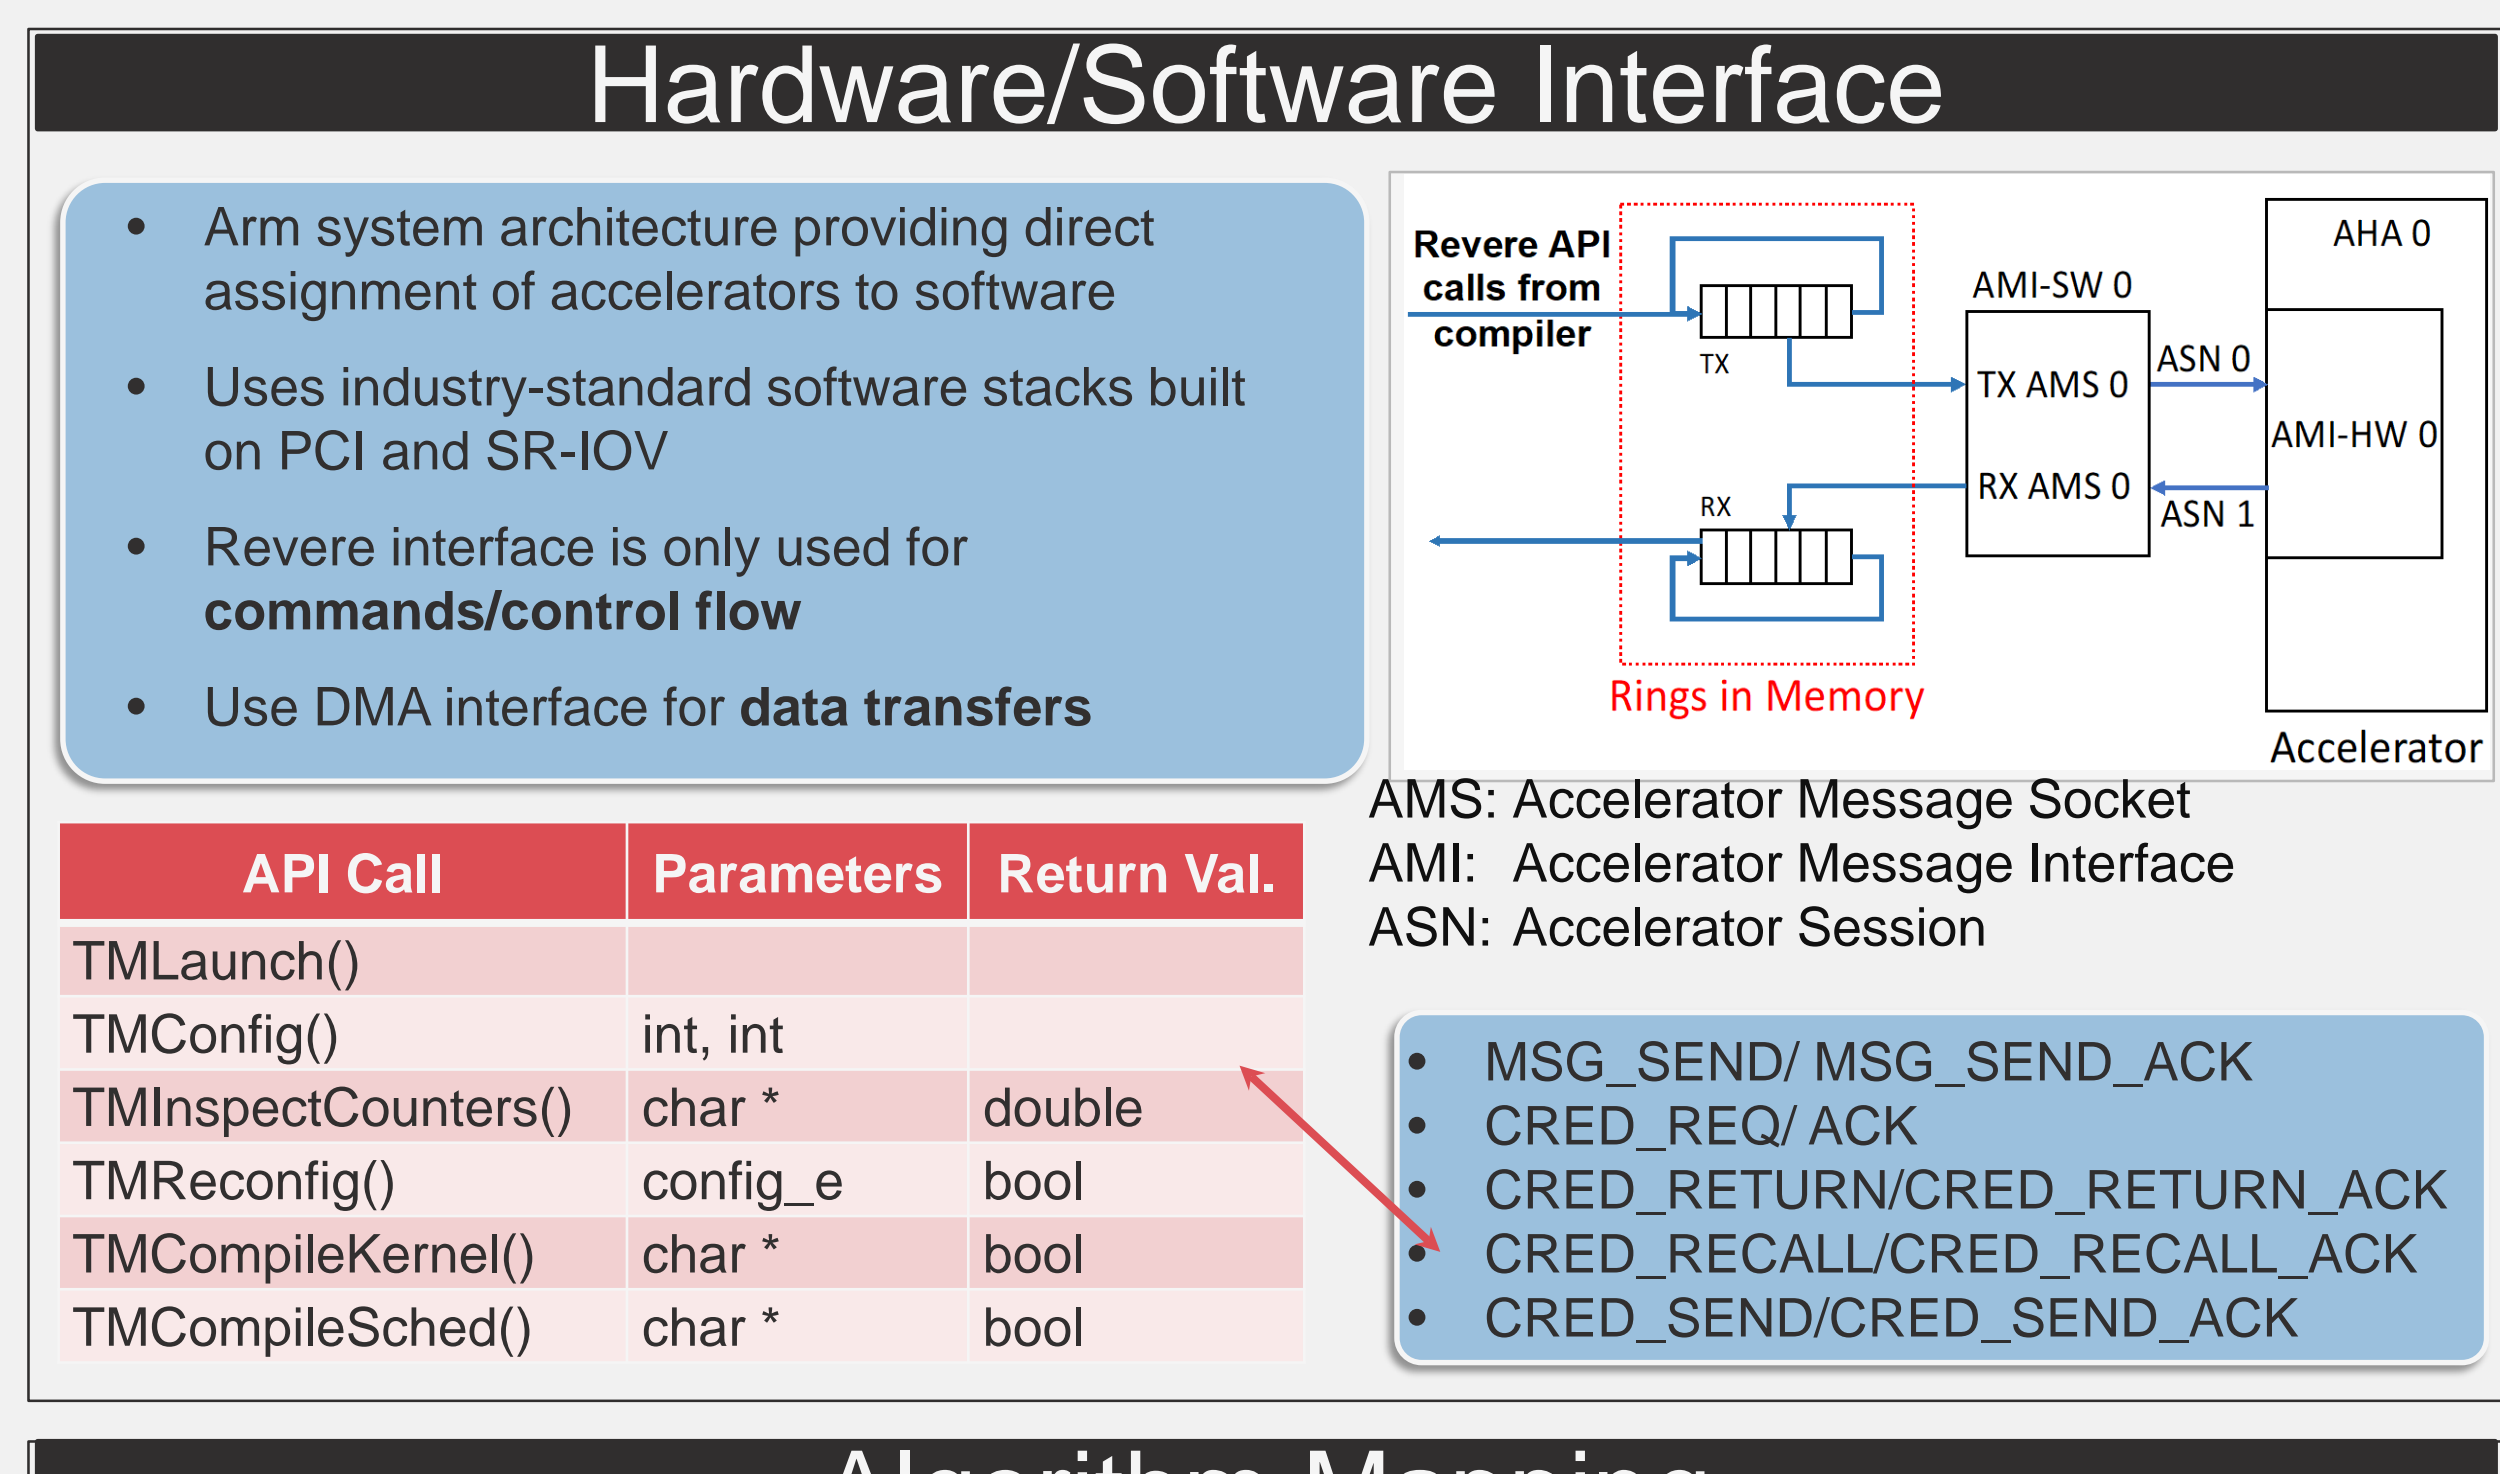 Hardware/Software Interface
• Arm system architecture providing direct
assignment of accelerators to software
• Uses industry-standard software stacks built
on PCI and SR-IOV
• Revere interface is only used for
commands/control flow
• Use DMA interface for data transfers
Revere API
calls from
compiler
TX
RX
Rings in Memory
AMI-SW 0
TX AMS 0
RX AMS 0
ASN 0
ASN 1
AHA 0
AMI-HW 0
Accelerator
AMS: Accelerator Message Socket
AMI: Accelerator Message Interface
ASN: Accelerator Session
API Call Parameters Return Val.
TMLaunch()
TMConfig() int, int
TMInspectCounters() char * double
TMReconfig() config_e bool
TMCompileKernel() char * bool
TMCompileSched() char * bool
• MSG_SEND/ MSG_SEND_ACK
• CRED_REQ/ ACK
• CRED_RETURN/CRED_RETURN_ACK
• CRED_RECALL/CRED_RECALL_ACK
• CRED_SEND/CRED_SEND_ACK
Algorithm Mapping